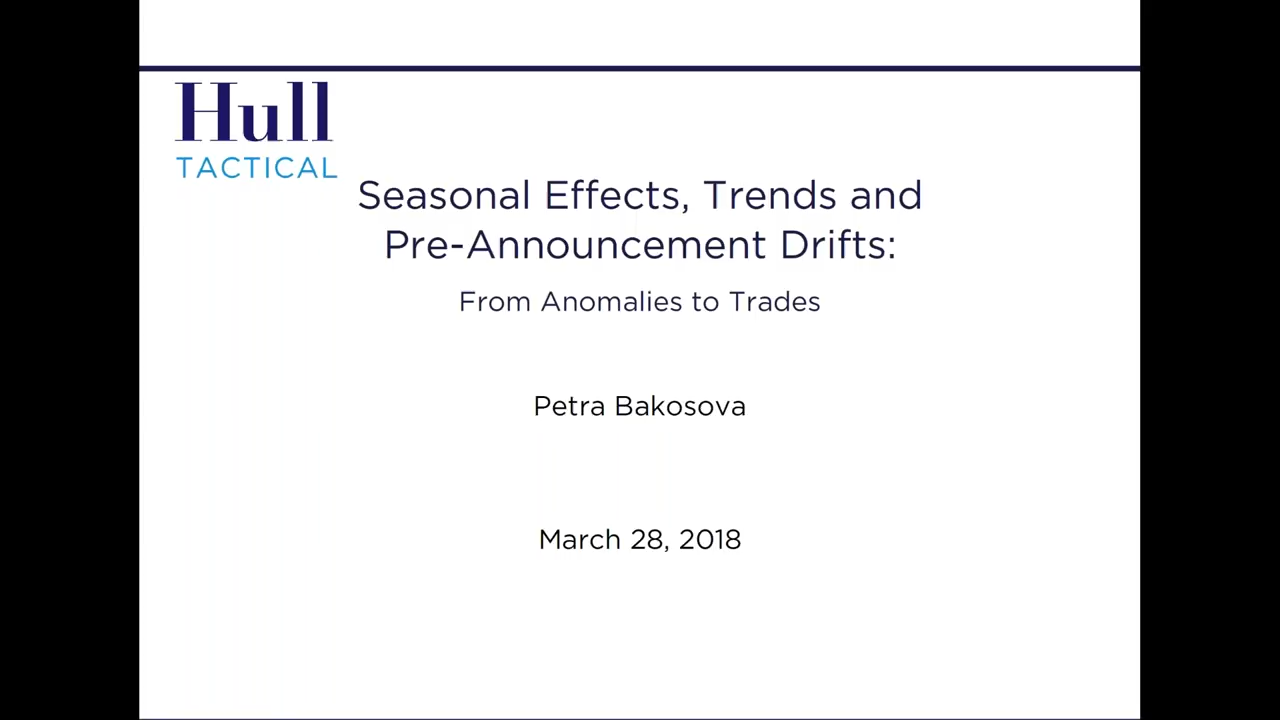 Hull
TACTICAL
Seasonal Effects, Trends and
Pre-Announcement Drifts:
From Anomalies to Trades
Petra Bakosova
March 28, 2018